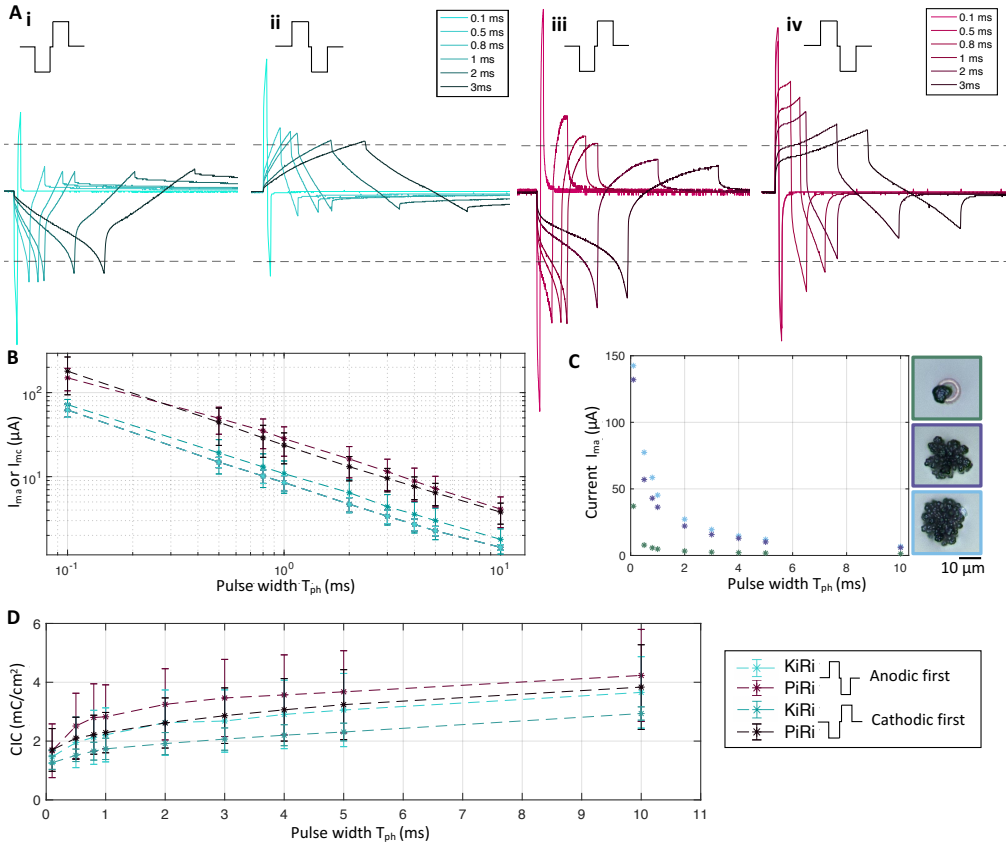 A
i
ii
0.1 ms
0.5 ms
0.8 ms
1 ms
2 ms
3ms
iii
iv
0.1 ms
0.5 ms
0.8 ms
1 ms
2 ms
3ms
B
10²
10¹
I_ma or I_mc (µA)
10⁻¹
10⁰
10¹
Pulse width T_ph (ms)
C
150
100
50
0
Current I_ma (µA)
0
2
4
6
8
10
Pulse width T_ph (ms)
10 µm
D
6
4
2
0
CIC (mC/cm²)
0
1
2
3
4
5
6
7
8
9
10
11
Pulse width T_ph (ms)
KiRi
PiRi
Anodic first
KiRi
PiRi
Cathodic first